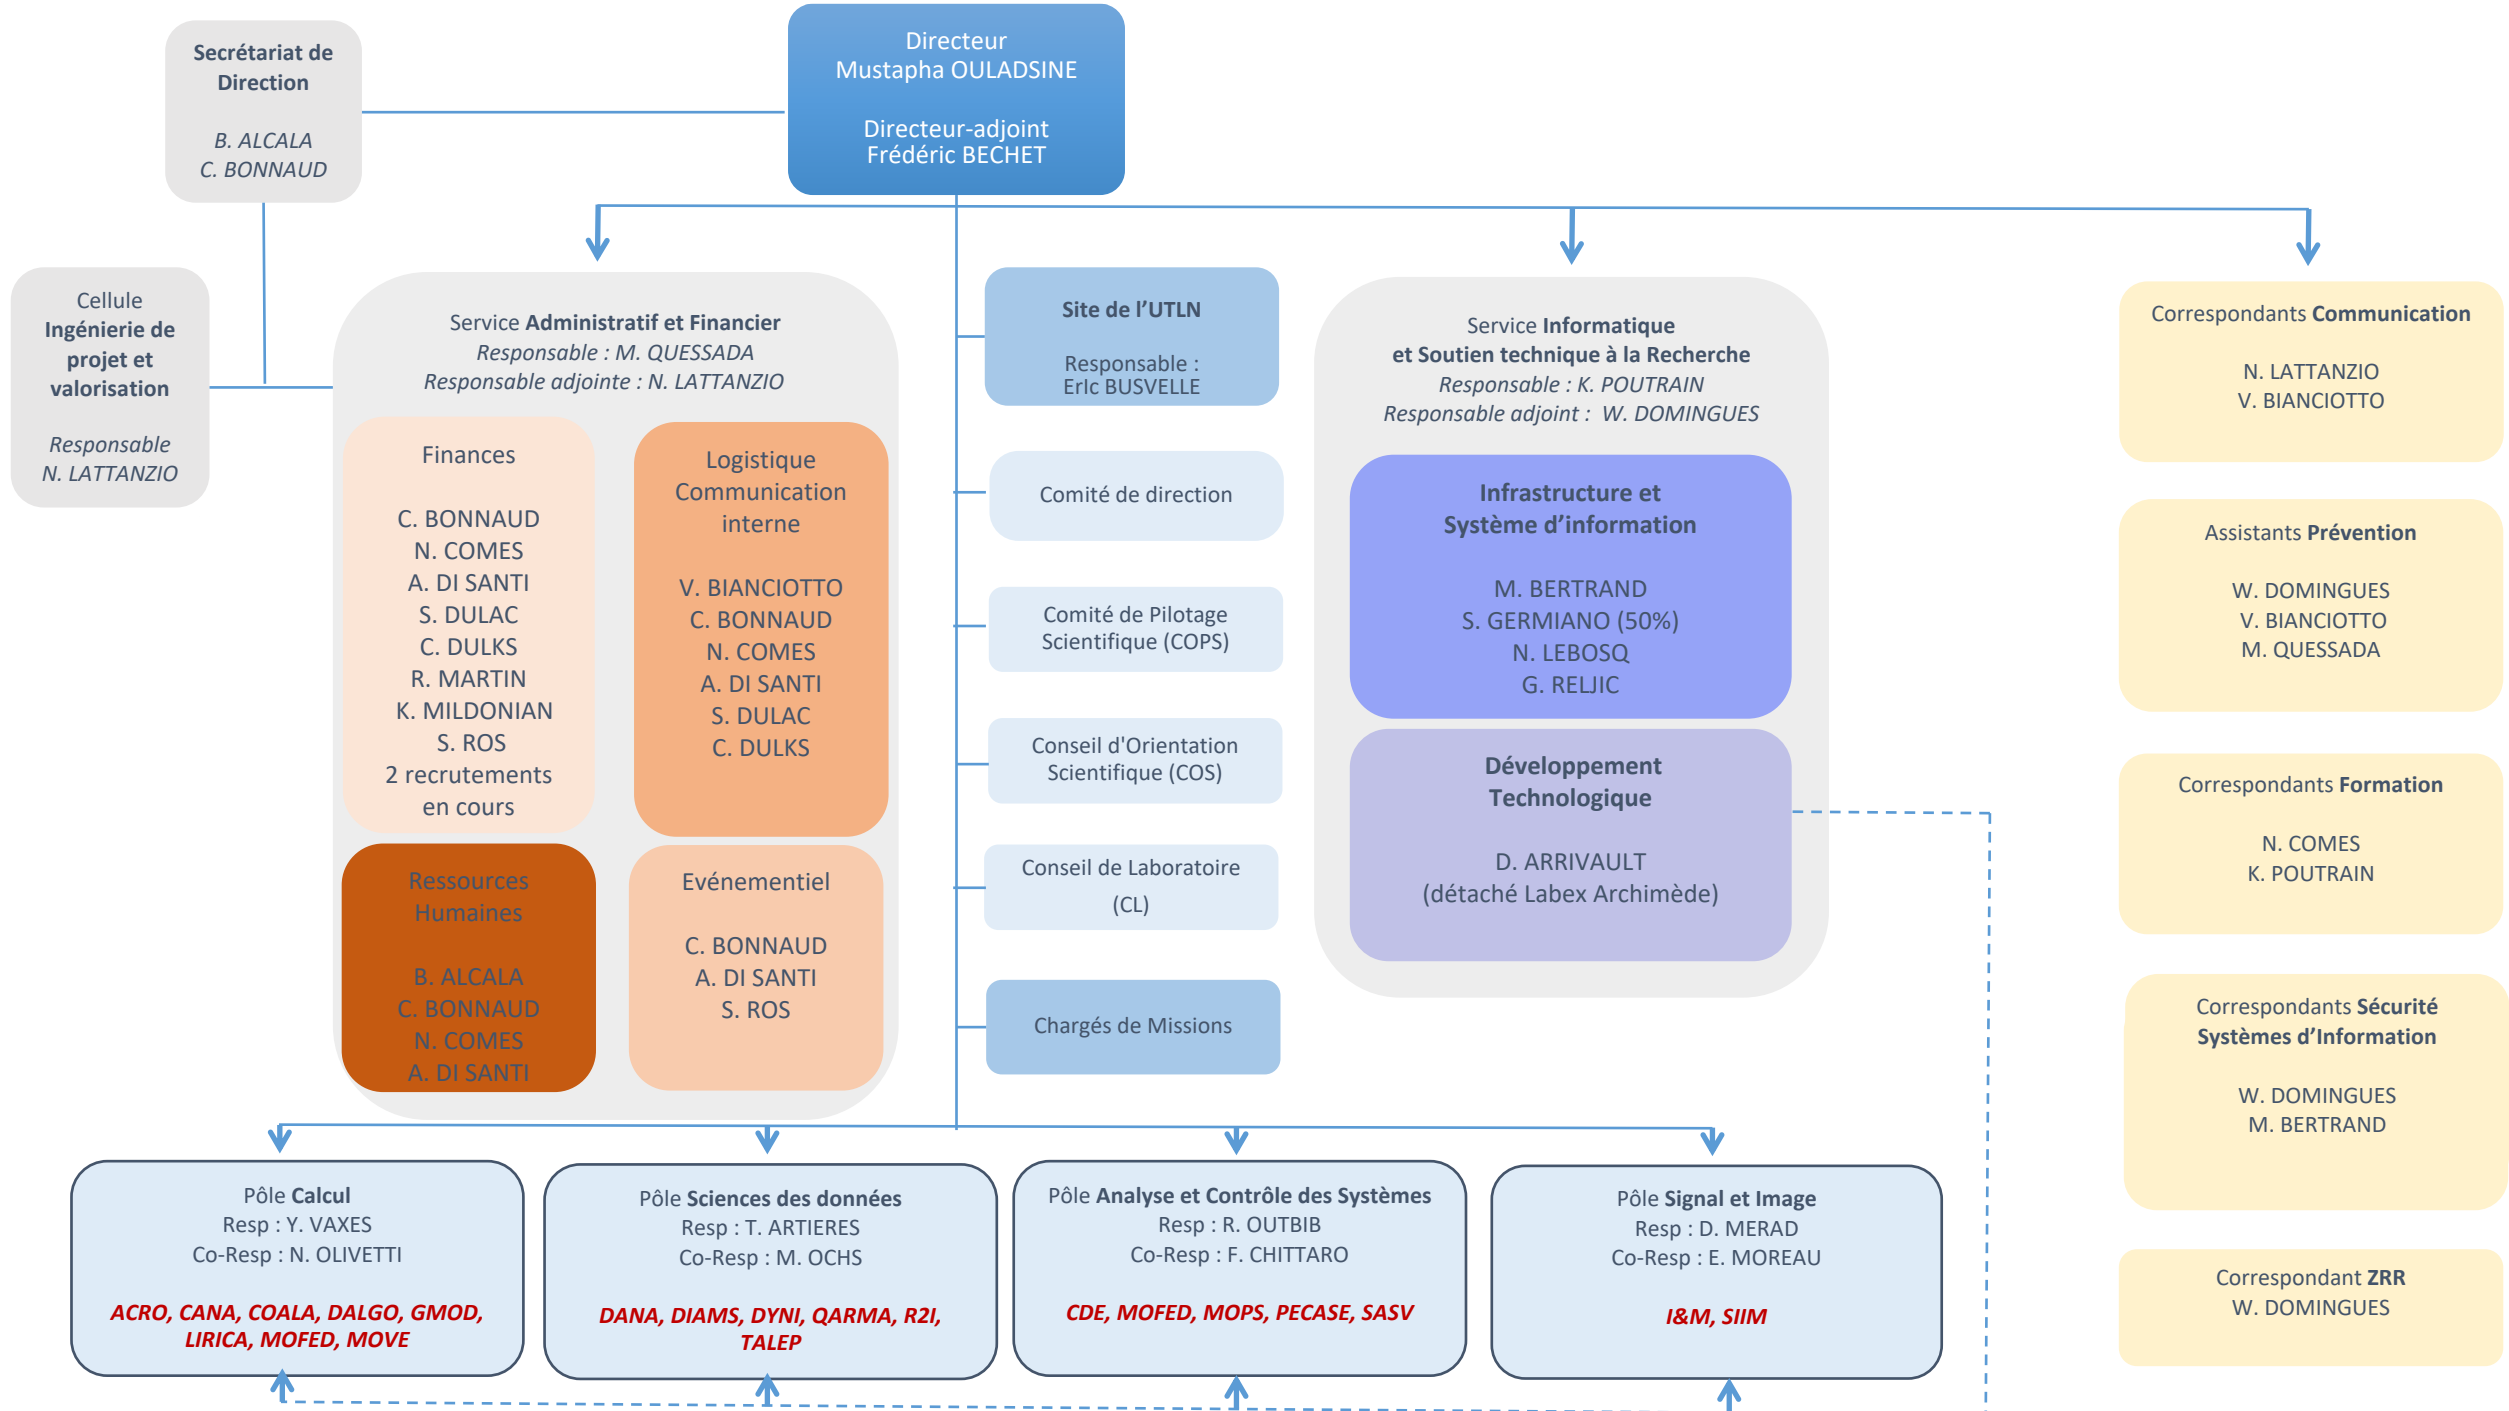 Secrétariat de
Direction
B. ALCALA
C. BONNAUD
Directeur
Mustapha OULADSINE
Directeur-adjoint
Frédéric BECHET
Cellule
Ingénierie de
projet et
valorisation
Responsable
N. LATTANZIO
Service Administratif et Financier
Responsable : M. QUESSADA
Responsable adjointe : N. LATTANZIO
Finances
C. BONNAUD
N. COMES
A. DI SANTI
S. DULAC
C. DULKS
R. MARTIN
K. MILDONIAN
S. ROS
2 recrutements
en cours
Logistique
Communication
interne
V. BIANCIOTTO
C. BONNAUD
N. COMES
A. DI SANTI
S. DULAC
C. DULKS
Ressources
Humaines
B. ALCALA
C. BONNAUD
N. COMES
A. DI SANTI
Evénementiel
C. BONNAUD
A. DI SANTI
S. ROS
Site de l’UTLN
Responsable :
ErIc BUSVELLE
Comité de direction
Comité de Pilotage
Scientifique (COPS)
Conseil d'Orientation
Scientifique (COS)
Conseil de Laboratoire
(CL)
Chargés de Missions
Service Informatique
et Soutien technique à la Recherche
Responsable : K. POUTRAIN
Responsable adjoint : W. DOMINGUES
Infrastructure et
Système d’information
M. BERTRAND
S. GERMIANO (50%)
N. LEBOSQ
G. RELJIC
Développement
Technologique
D. ARRIVAULT
(détaché Labex Archimède)
Correspondants Communication
N. LATTANZIO
V. BIANCIOTTO
Assistants Prévention
W. DOMINGUES
V. BIANCIOTTO
M. QUESSADA
Correspondants Formation
N. COMES
K. POUTRAIN
Correspondants Sécurité
Systèmes d’Information
W. DOMINGUES
M. BERTRAND
Correspondant ZRR
W. DOMINGUES
Pôle Calcul
Resp : Y. VAXES
Co-Resp : N. OLIVETTI
ACRO, CANA, COALA, DALGO, GMOD,
LIRICA, MOFED, MOVE
Pôle Sciences des données
Resp : T. ARTIERES
Co-Resp : M. OCHS
DANA, DIAMS, DYNI, QARMA, R2I,
TALEP
Pôle Analyse et Contrôle des Systèmes
Resp : R. OUTBIB
Co-Resp : F. CHITTARO
CDE, MOFED, MOPS, PECASE, SASV
Pôle Signal et Image
Resp : D. MERAD
Co-Resp : E. MOREAU
I&M, SIIM